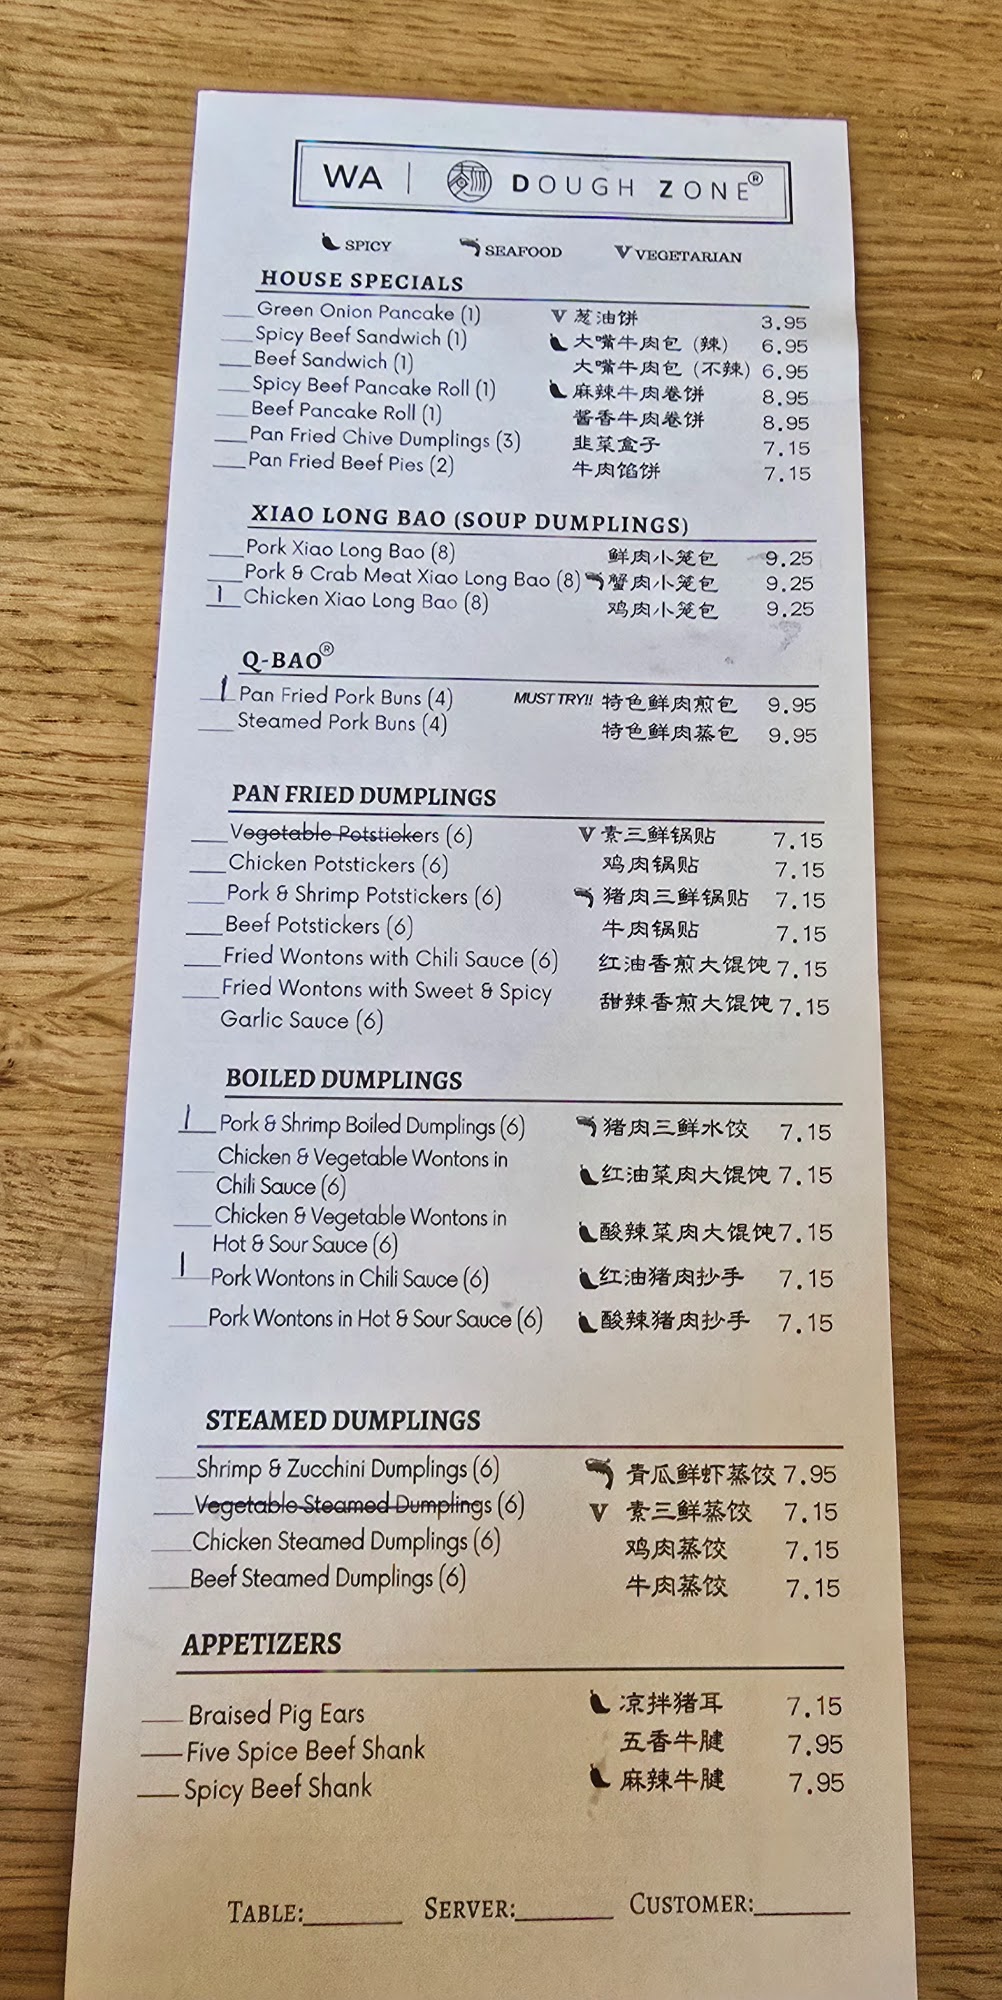 WA | 麵 DOUGH ZONE®
SPICY SEAFOOD V VEGETARIAN
HOUSE SPECIALS
Green Onion Pancake (1) V 葱油饼 3.95
Spicy Beef Sandwich (1) 大嘴牛肉包 (辣) 6.95
Beef Sandwich (1) 大嘴牛肉包 (不辣) 6.95
Spicy Beef Pancake Roll (1) 麻辣牛肉卷饼 8.95
Beef Pancake Roll (1) 酱香牛肉卷饼 8.95
Pan Fried Chive Dumplings (3) 韭菜盒子 7.15
Pan Fried Beef Pies (2) 牛肉馅饼 7.15
XIAO LONG BAO (SOUP DUMPLINGS)
Pork Xiao Long Bao (8) 鲜肉小笼包 9.25
Pork & Crab Meat Xiao Long Bao (8) 蟹肉小笼包 9.25
1 Chicken Xiao Long Bao (8) 鸡肉小笼包 9.25
Q-BAO®
1 Pan Fried Pork Buns (4) MUST TRY!! 特色鲜肉煎包 9.95
Steamed Pork Buns (4) 特色鲜肉蒸包 9.95
PAN FRIED DUMPLINGS
Vegetable Potstickers (6) V 素三鲜锅贴 7.15
Chicken Potstickers (6) 鸡肉锅贴 7.15
Pork & Shrimp Potstickers (6) 猪肉三鲜锅贴 7.15
Beef Potstickers (6) 牛肉锅贴 7.15
Fried Wontons with Chili Sauce (6) 红油香煎大馄饨 7.15
Fried Wontons with Sweet & Spicy 甜辣香煎大馄饨 7.15
Garlic Sauce (6)
BOILED DUMPLINGS
1 Pork & Shrimp Boiled Dumplings (6) 猪肉三鲜水饺 7.15
Chicken & Vegetable Wontons in 红油菜肉大馄饨 7.15
Chili Sauce (6)
Chicken & Vegetable Wontons in 酸辣菜肉大馄饨 7.15
Hot & Sour Sauce (6)
1 Pork Wontons in Chili Sauce (6) 红油猪肉抄手 7.15
Pork Wontons in Hot & Sour Sauce (6) 酸辣猪肉抄手 7.15
STEAMED DUMPLINGS
Shrimp & Zucchini Dumplings (6) 青瓜鲜虾蒸饺 7.95
Vegetable Steamed Dumplings (6) V 素三鲜蒸饺 7.15
Chicken Steamed Dumplings (6) 鸡肉蒸饺 7.15
Beef Steamed Dumplings (6) 牛肉蒸饺 7.15
APPETIZERS
Braised Pig Ears 凉拌猪耳 7.15
Five Spice Beef Shank 五香牛腱 7.95
Spicy Beef Shank 麻辣牛腱 7.95
TABLE:______ SERVER:______ CUSTOMER:______